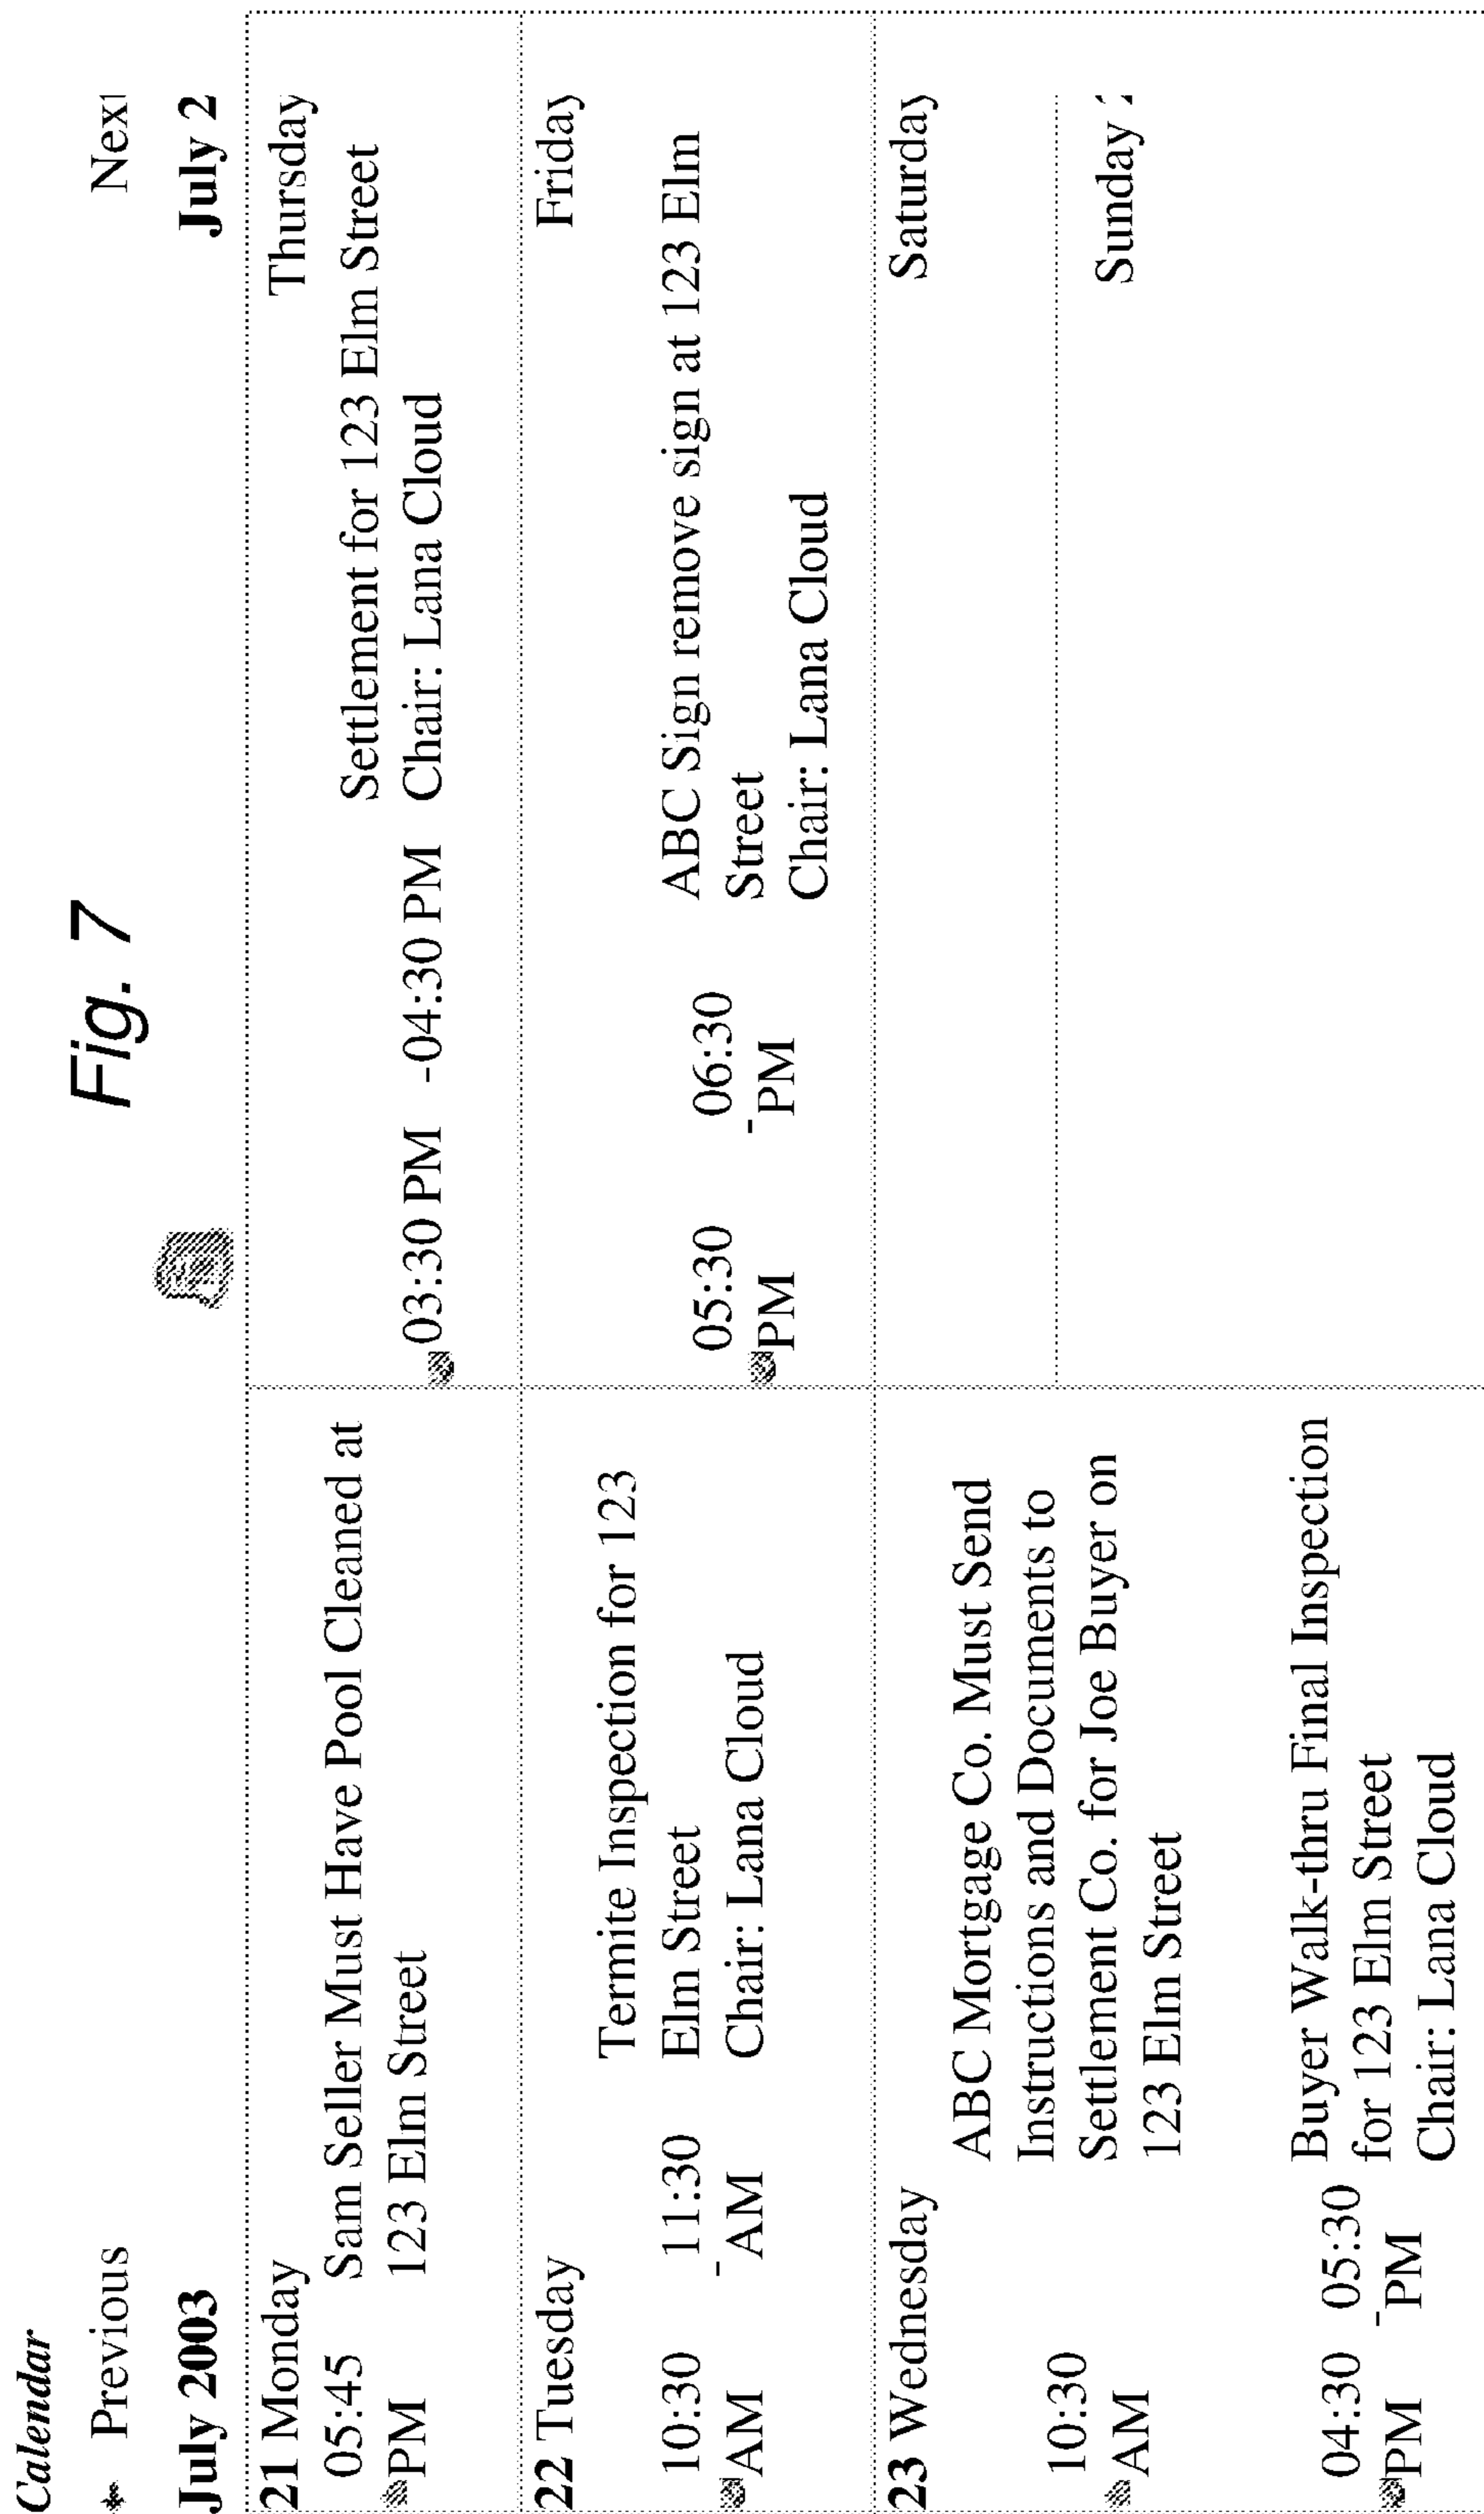 Fig. 7
Calendar
Previous
Next
July 2003
July 2
21 Monday
05:45 PM
Sam Seller Must Have Pool Cleaned at
123 Elm Street
22 Tuesday
10:30 AM - 11:30 AM
Termite Inspection for 123
Elm Street
Chair: Lana Cloud
23 Wednesday
10:30 AM
ABC Mortgage Co. Must Send
Instructions and Documents to
Settlement Co. for Joe Buyer on
123 Elm Street
04:30 PM - 05:30 PM
Buyer Walk-thru Final Inspection
for 123 Elm Street
Chair: Lana Cloud
Thursday
Settlement for 123 Elm Street
03:30 PM -04:30 PM Chair: Lana Cloud
Friday
05:30 PM - 06:30 PM
ABC Sign remove sign at 123 Elm
Street
Chair: Lana Cloud
Saturday
Sunday